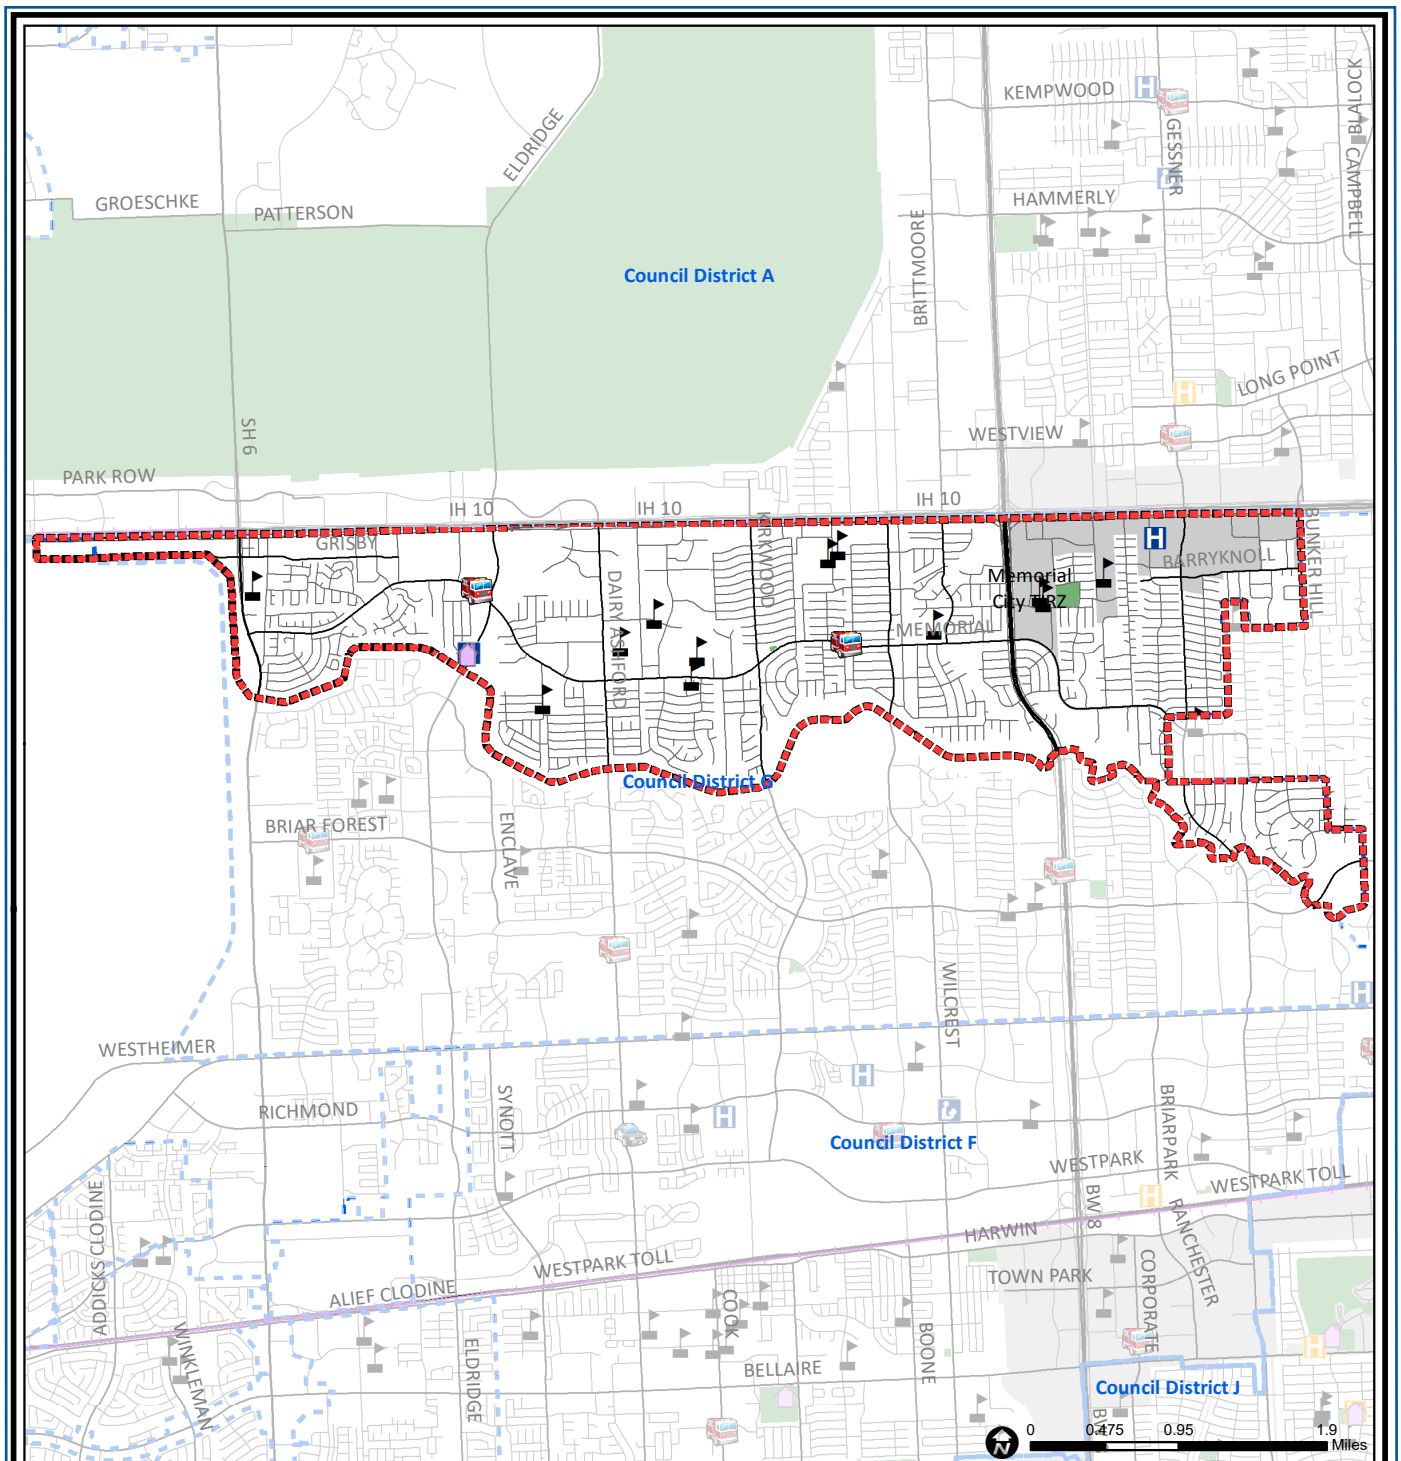 KEMPWOOD
BLALOCK
GESSNER
CAMPBELL
ELDRIDGE
GROESCHKE
PATTERSON
HAMMERLY
BRITTMOORE
Council District A
LONG POINT
SH 6
WESTVIEW
PARK ROW
IH 10
IH 10
IH 10
GRISBY
KIRKWOOD
BUNKER HILL
BARRYKNOLL
DAIRY ASHFORD
Memorial
City TIRZ
MEMORIAL
Council District G
BRIAR FOREST
ENCLAVE
WILCREST
WESTHEIMER
SYNOTT
RICHMOND
BRIARPARK
Council District F
WESTPARK
WESTPARK TOLL
ADDICKS CLODINE
BW 8
RANCHESTER
HARWIN
WESTPARK TOLL
TOWN PARK
CORPORATE
ALIEF CLODINE
COOK
WINKLEMAN
ELDRIDGE
BOONE
BELLAIRE
Council District J
N
0 0.475 0.95 1.9
Miles